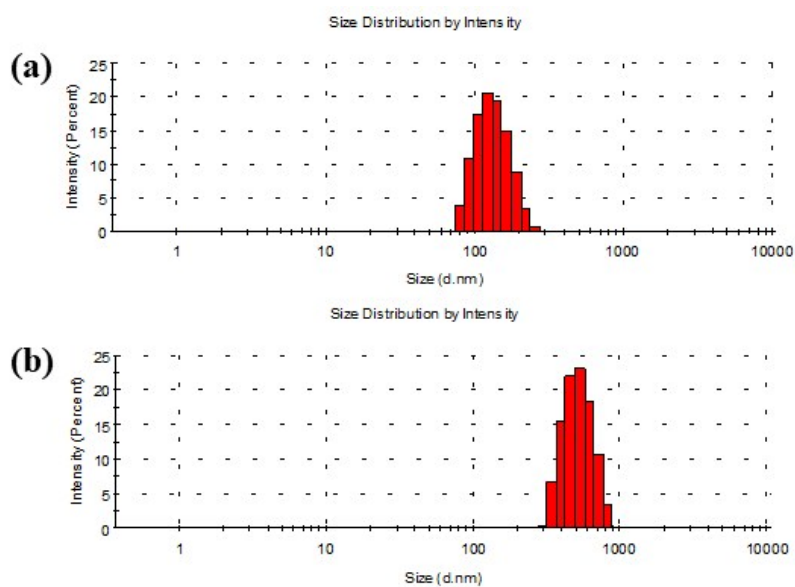 Size Distribution by Intensity
(a)
Intensity (Percent)
25
20
15
10
5
0
1 10 100 1000 10000
Size (d.nm)
Size Distribution by Intensity
(b)
Intensity (Percent)
25
20
15
10
5
0
1 10 100 1000 10000
Size (d.nm)